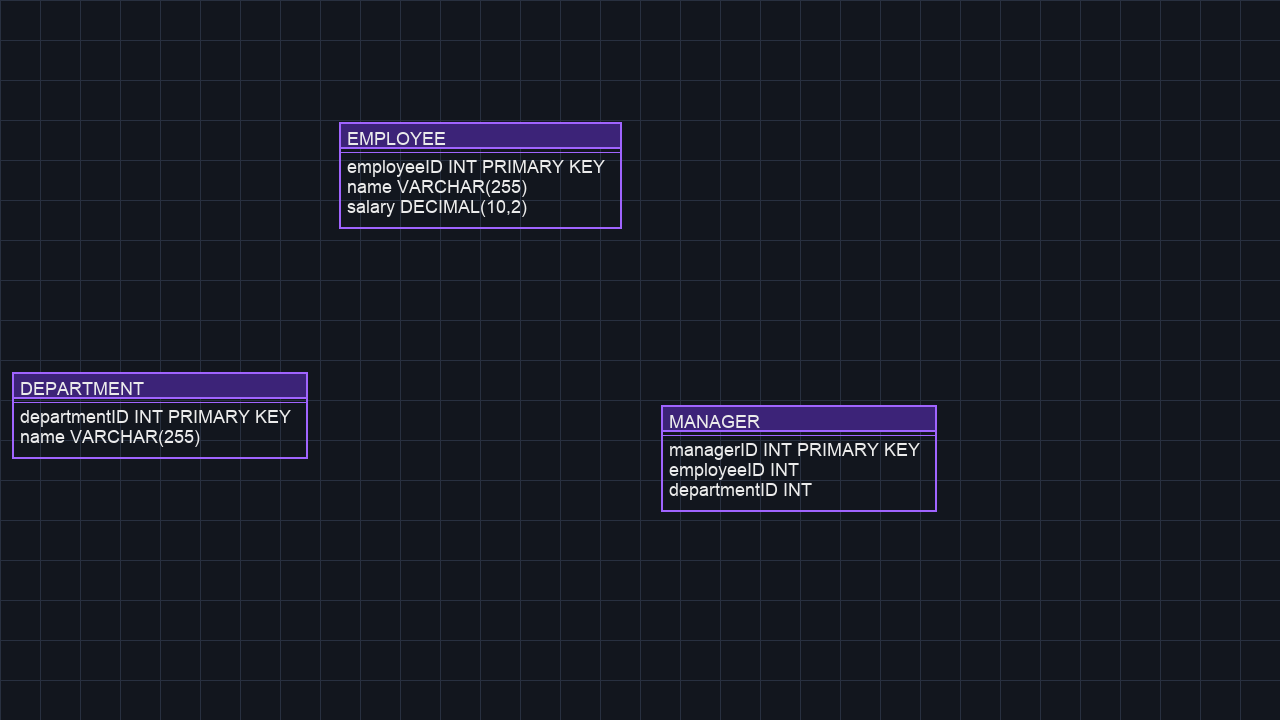 EMPLOYEE
employeeID INT PRIMARY KEY
name VARCHAR(255)
salary DECIMAL(10,2)
DEPARTMENT
departmentID INT PRIMARY KEY
name VARCHAR(255)
MANAGER
managerID INT PRIMARY KEY
employeeID INT
departmentID INT